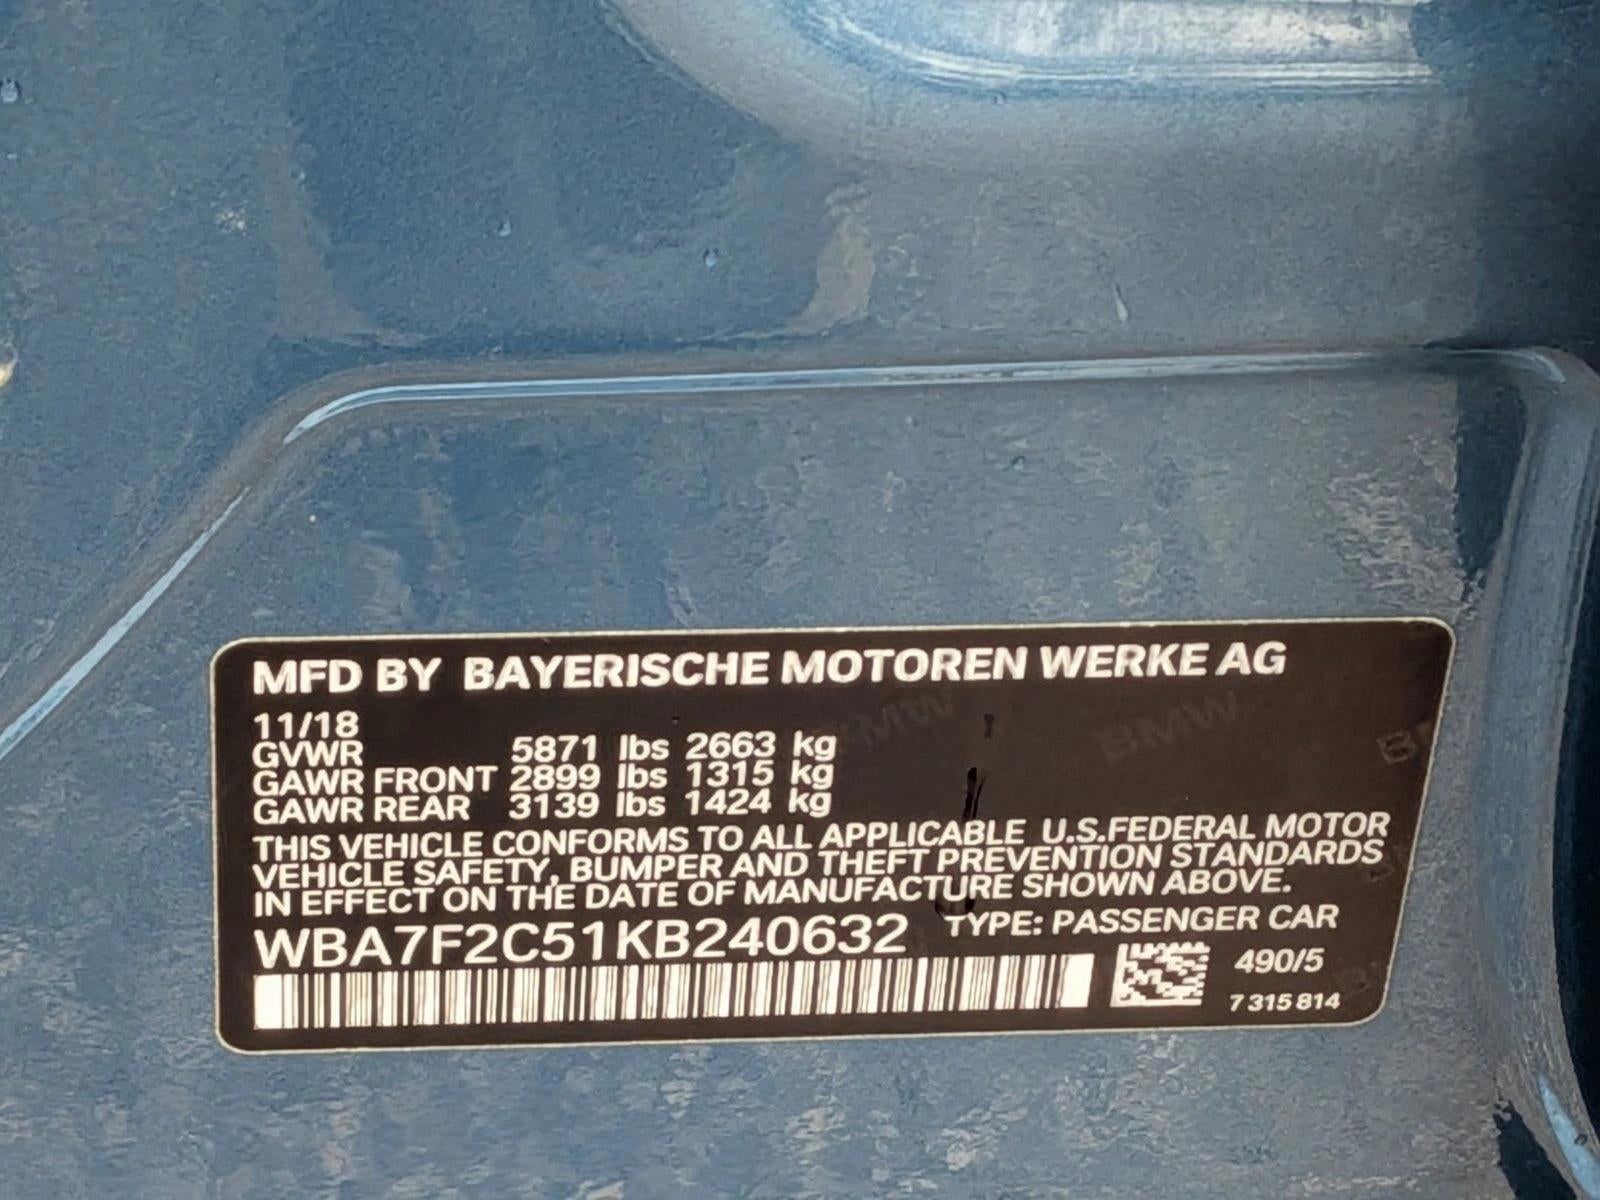 MFD BY BAYERISCHE MOTOREN WERKE AG
11/18
GVWR 5871 lbs 2663 kg
GAWR FRONT 2899 lbs 1315 kg
GAWR REAR 3139 lbs 1424 kg
THIS VEHICLE CONFORMS TO ALL APPLICABLE U.S.FEDERAL MOTOR
VEHICLE SAFETY, BUMPER AND THEFT PREVENTION STANDARDS
IN EFFECT ON THE DATE OF MANUFACTURE SHOWN ABOVE.
WBA7F2C51KB240632 TYPE: PASSENGER CAR
490/5
7 315 814
BMW
BMW